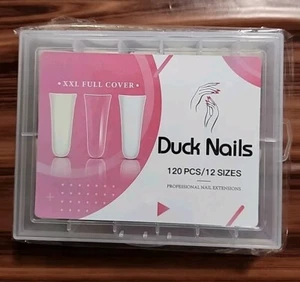 • XXL FULL COVER •
Duck Nails
120 PCS/12 SIZES
PROFESSIONAL NAIL EXTENSIONS